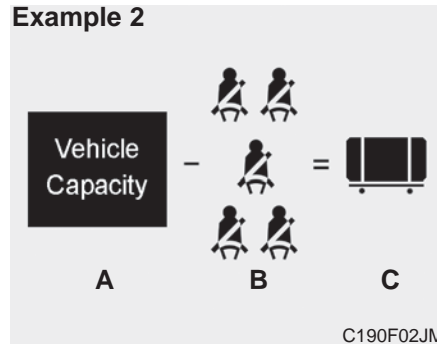 Example 2
Vehicle
Capacity
-
=
A B C
C190F02JM